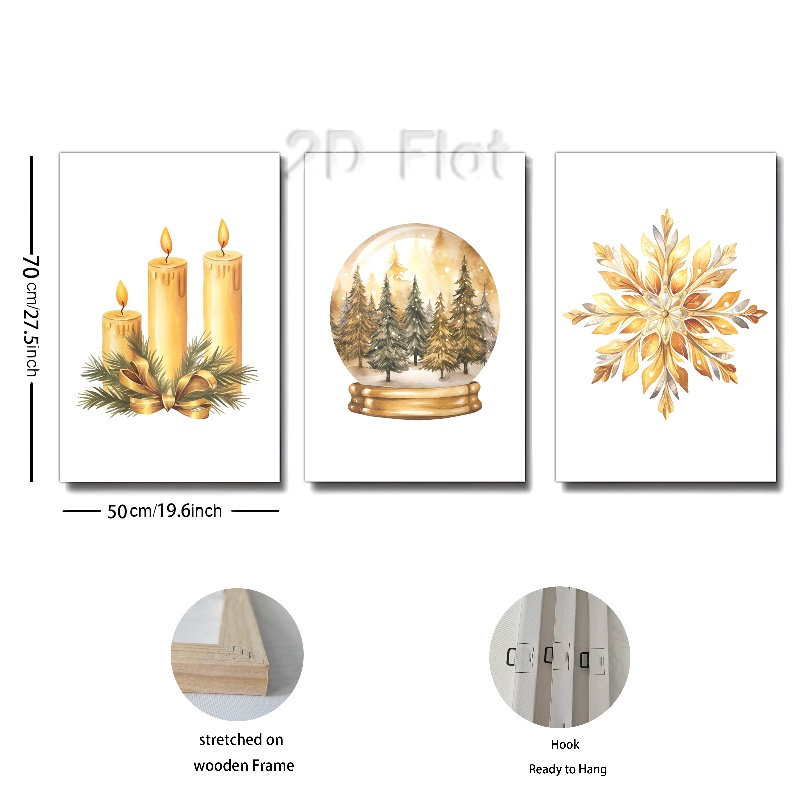 2D Flat
70 cm/27.5inch
50 cm/19.6inch
stretched on
wooden Frame
Hook
Ready to Hang